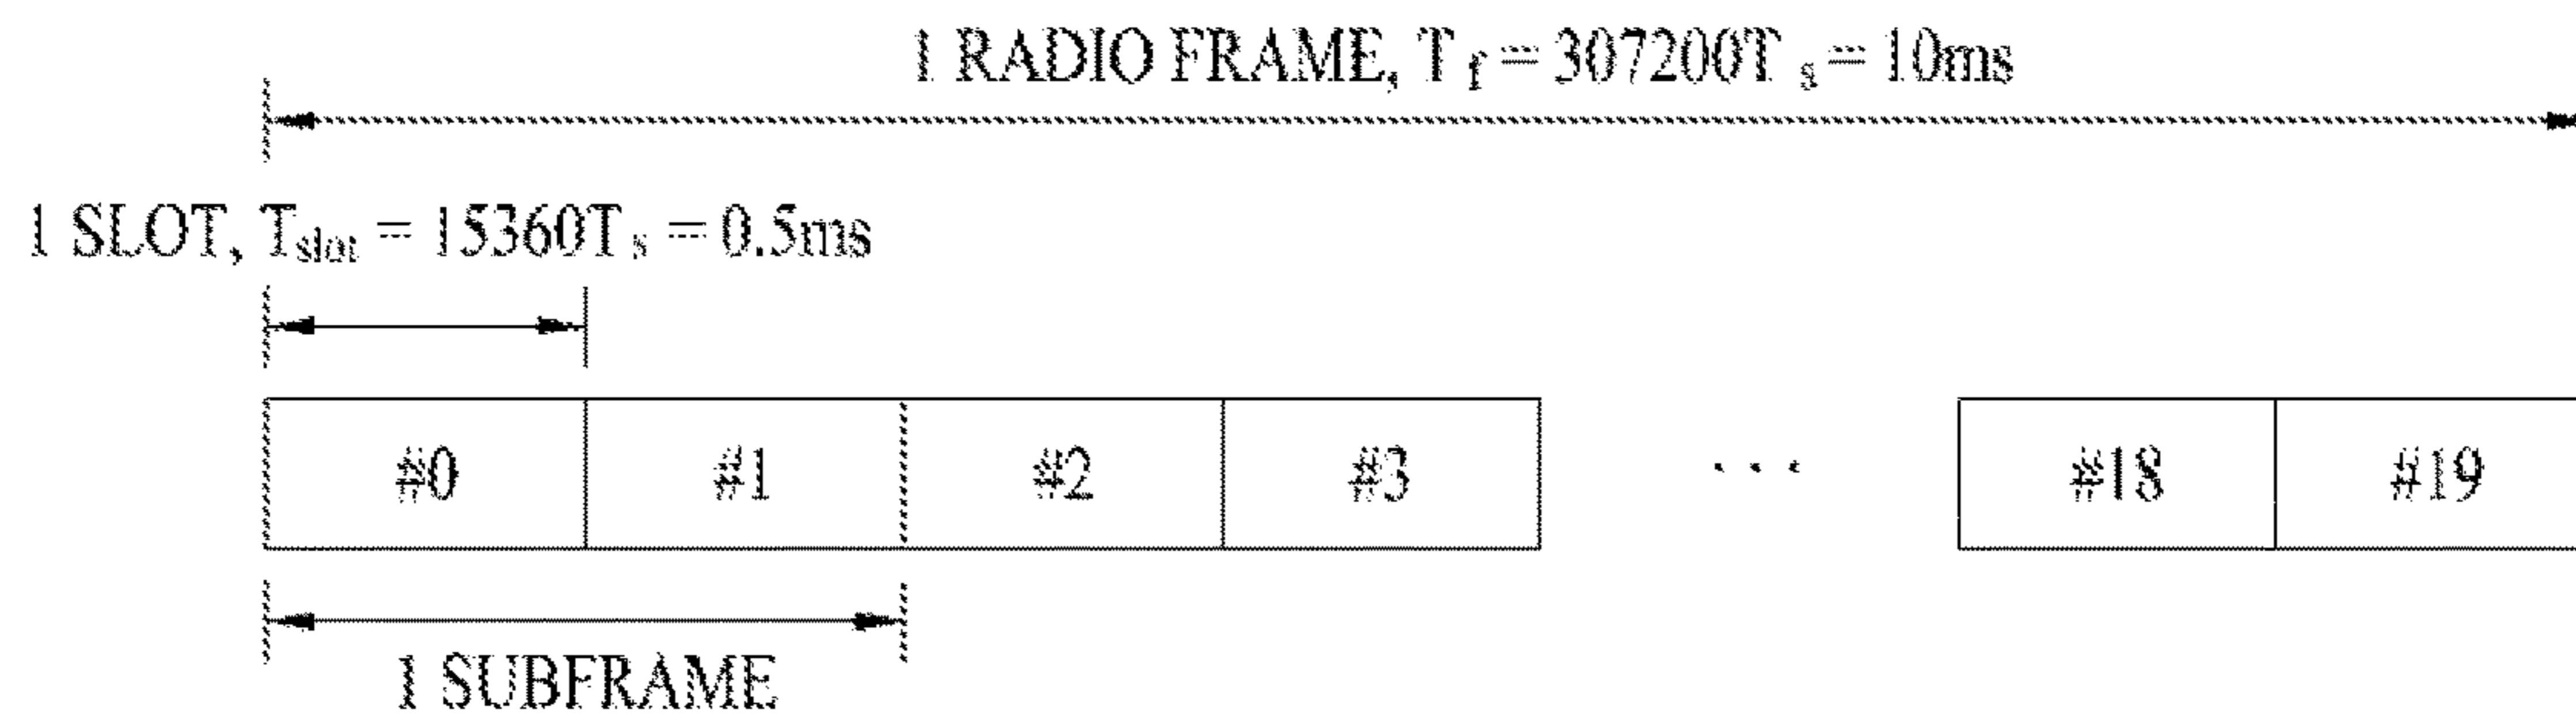 1 RADIO FRAME, T f = 307200T s = 10ms
1 SLOT, Tslot = 15360T s = 0.5ms
#0 #1 #2 #3 ... #18 #19
1 SUBFRAME